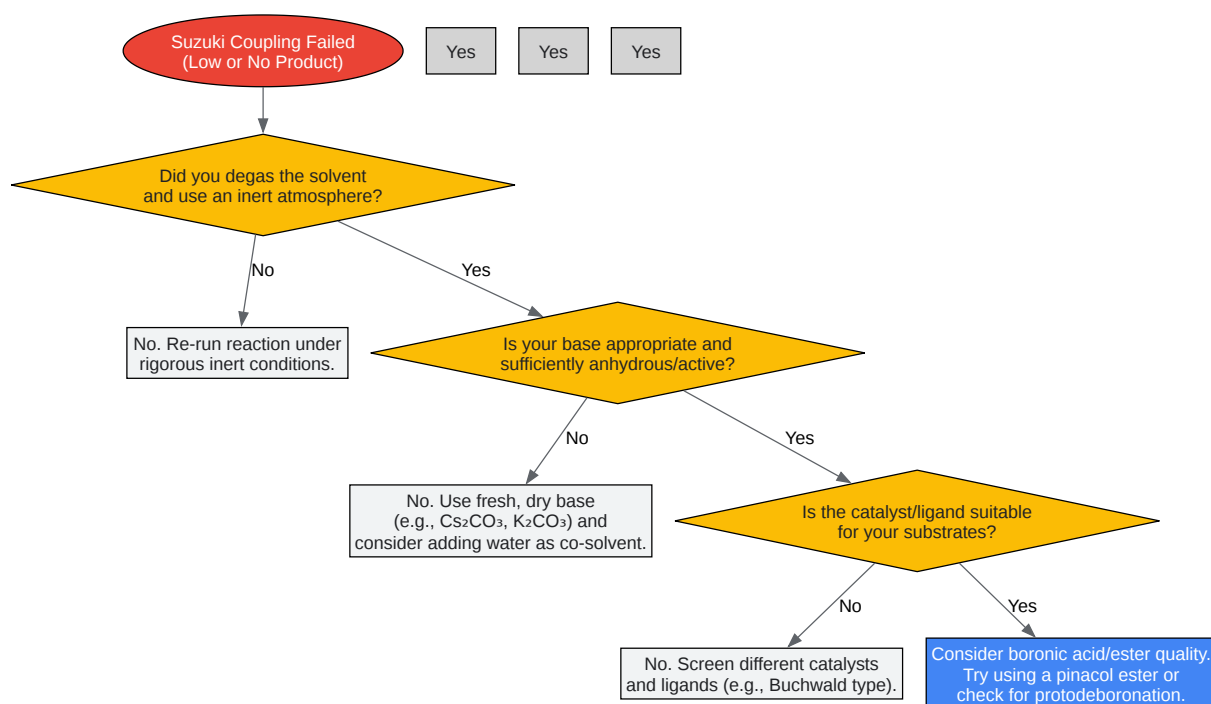 Suzuki Coupling Failed
(Low or No Product)
Yes
Yes
Yes
Did you degas the solvent
and use an inert atmosphere?
No
Yes
No. Re-run reaction under
rigorous inert conditions.
Is your base appropriate and
sufficiently anhydrous/active?
No
Yes
No. Use fresh, dry base
(e.g., Cs₂CO₃, K₂CO₃) and
consider adding water as co-solvent.
Is the catalyst/ligand suitable
for your substrates?
No
Yes
No. Screen different catalysts
and ligands (e.g., Buchwald type).
Consider boronic acid/ester quality.
Try using a pinacol ester or
check for protodeboronation.